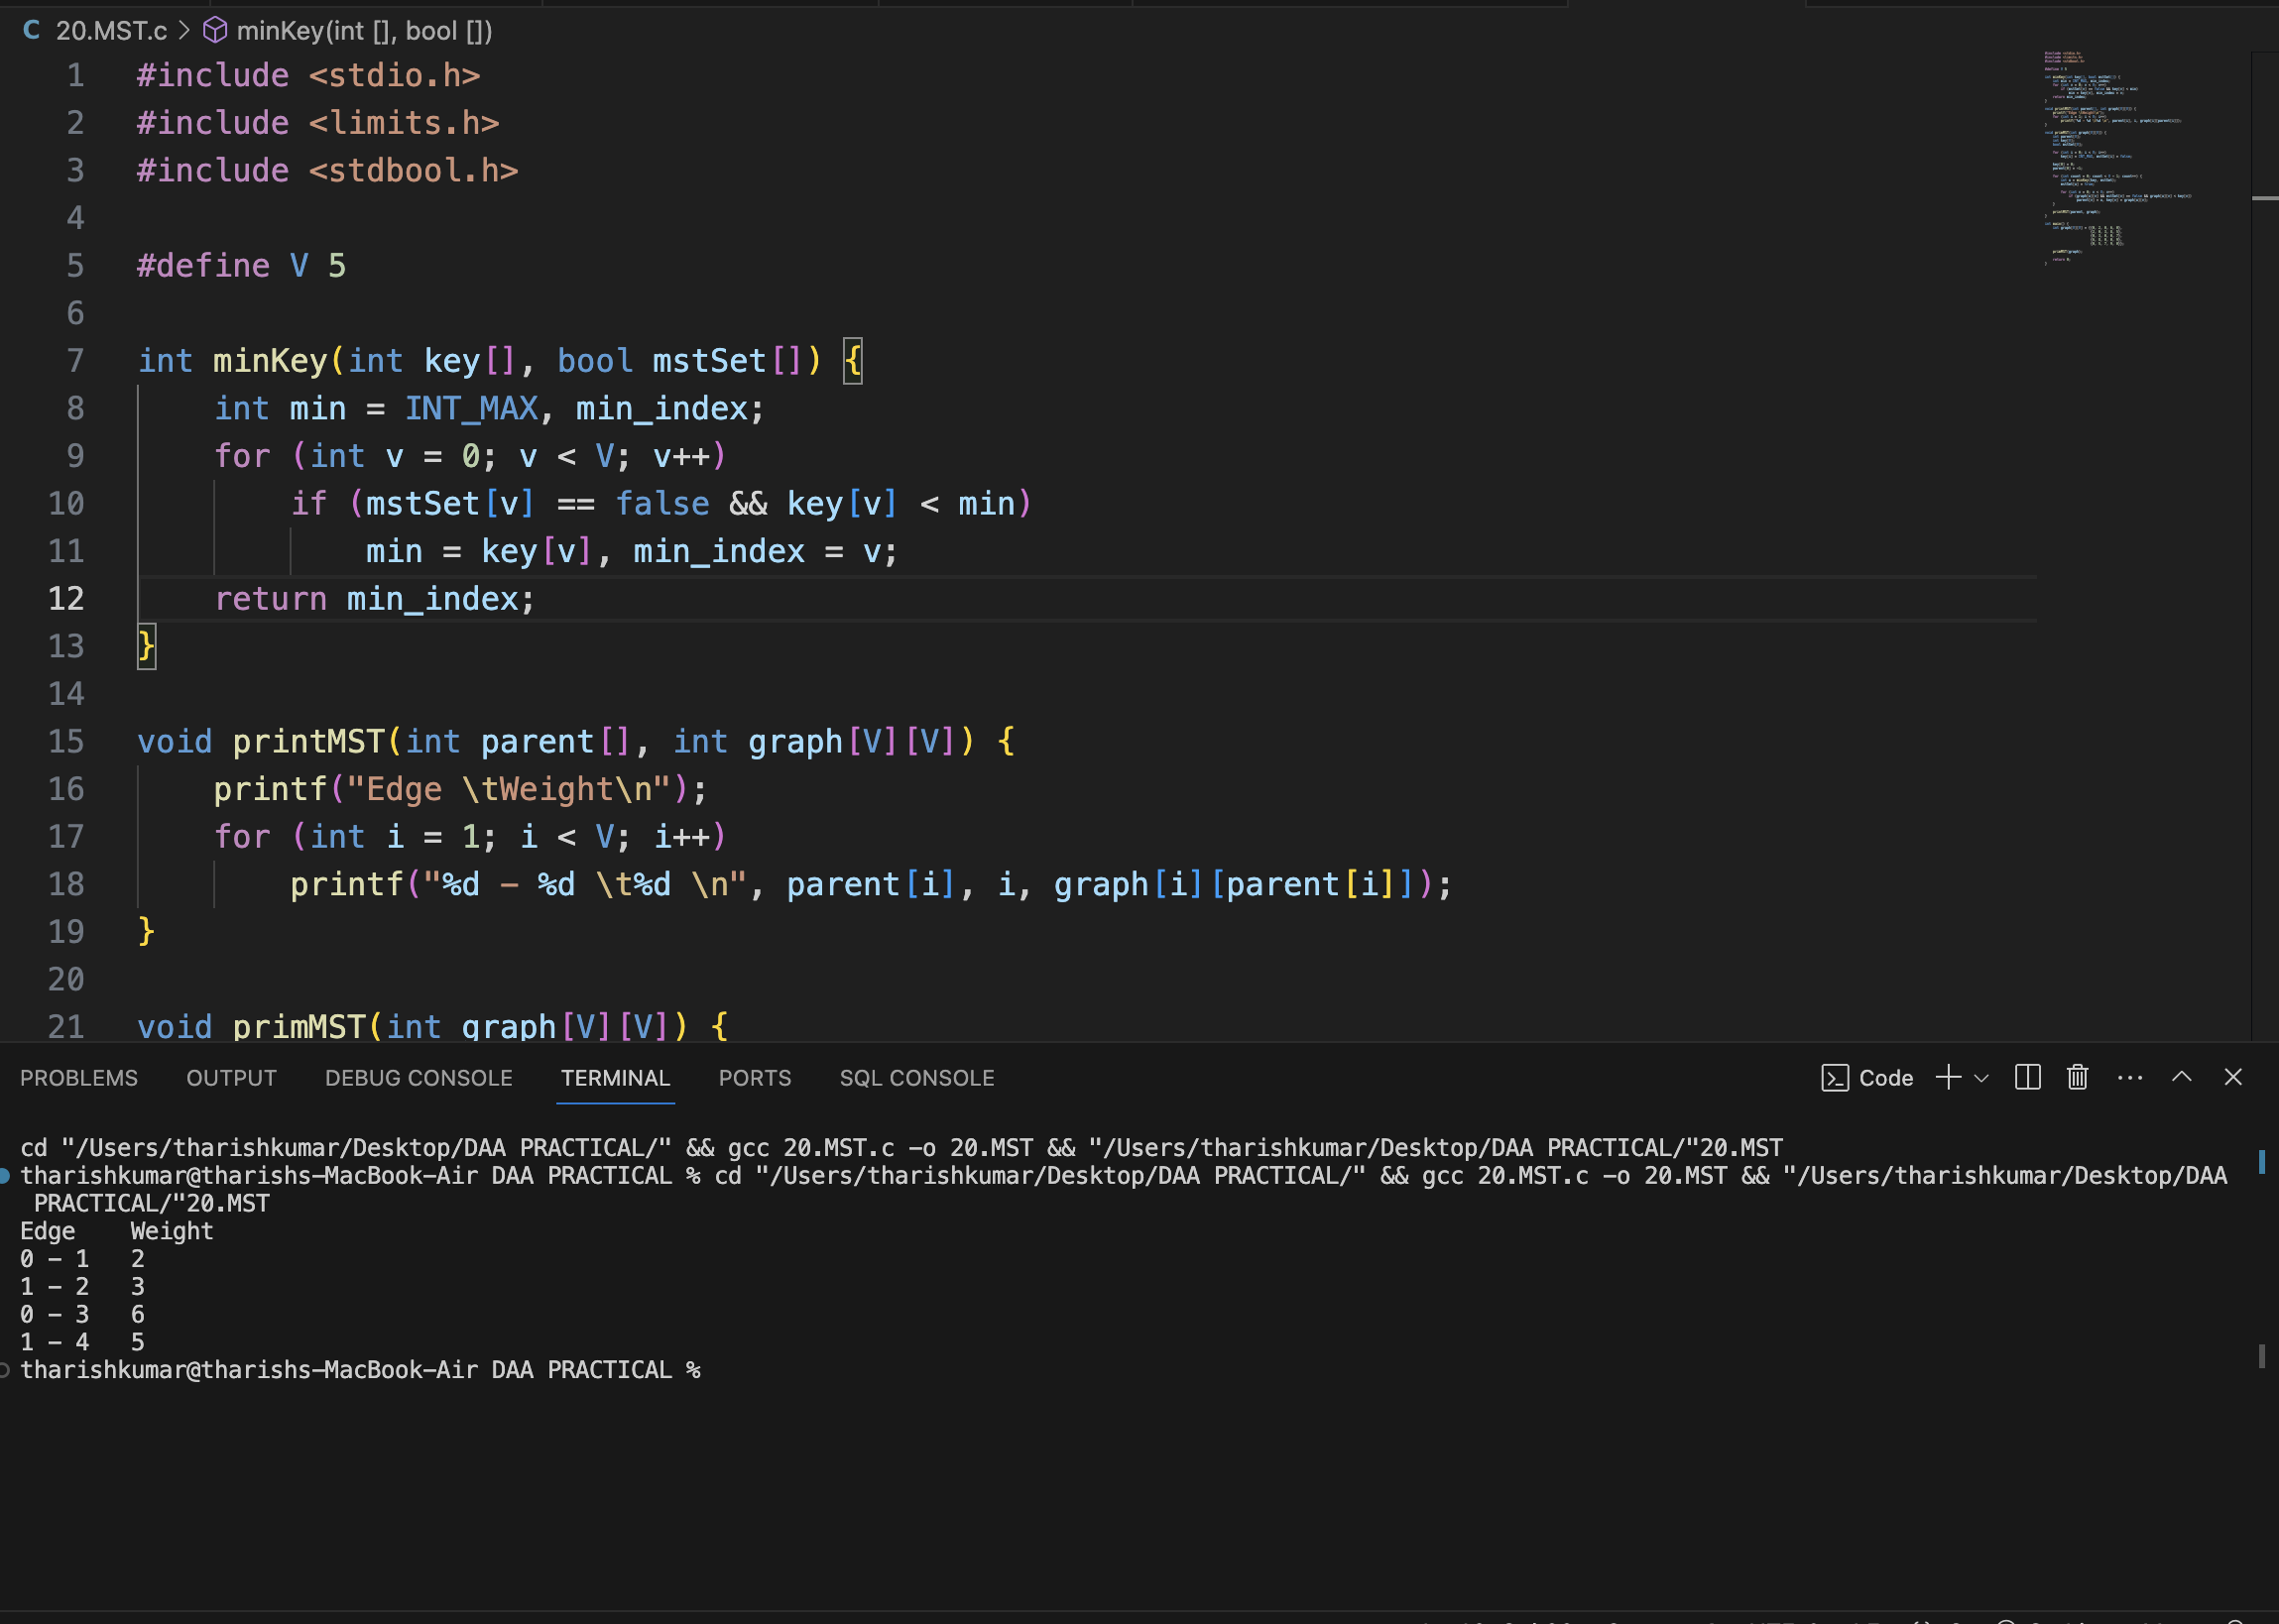 C 20.MST.c > minKey(int [], bool [])
1 #include <stdio.h>
2 #include <limits.h>
3 #include <stdbool.h>
4
5 #define V 5
6
7 int minKey(int key[], bool mstSet[]) {
8     int min = INT_MAX, min_index;
9     for (int v = 0; v < V; v++)
10         if (mstSet[v] == false && key[v] < min)
11             min = key[v], min_index = v;
12     return min_index;
13 }
14
15 void printMST(int parent[], int graph[V][V]) {
16     printf("Edge \tWeight\n");
17     for (int i = 1; i < V; i++)
18         printf("%d - %d \t%d \n", parent[i], i, graph[i][parent[i]]);
19 }
20
21 void primMST(int graph[V][V]) {
PROBLEMS OUTPUT DEBUG CONSOLE TERMINAL PORTS SQL CONSOLE Code
cd "/Users/tharishkumar/Desktop/DAA PRACTICAL/" && gcc 20.MST.c -o 20.MST && "/Users/tharishkumar/Desktop/DAA PRACTICAL/"20.MST
tharishkumar@tharishs-MacBook-Air DAA PRACTICAL % cd "/Users/tharishkumar/Desktop/DAA PRACTICAL/" && gcc 20.MST.c -o 20.MST && "/Users/tharishkumar/Desktop/DAA
PRACTICAL/"20.MST
Edge    Weight
0 - 1   2
1 - 2   3
0 - 3   6
1 - 4   5
tharishkumar@tharishs-MacBook-Air DAA PRACTICAL %